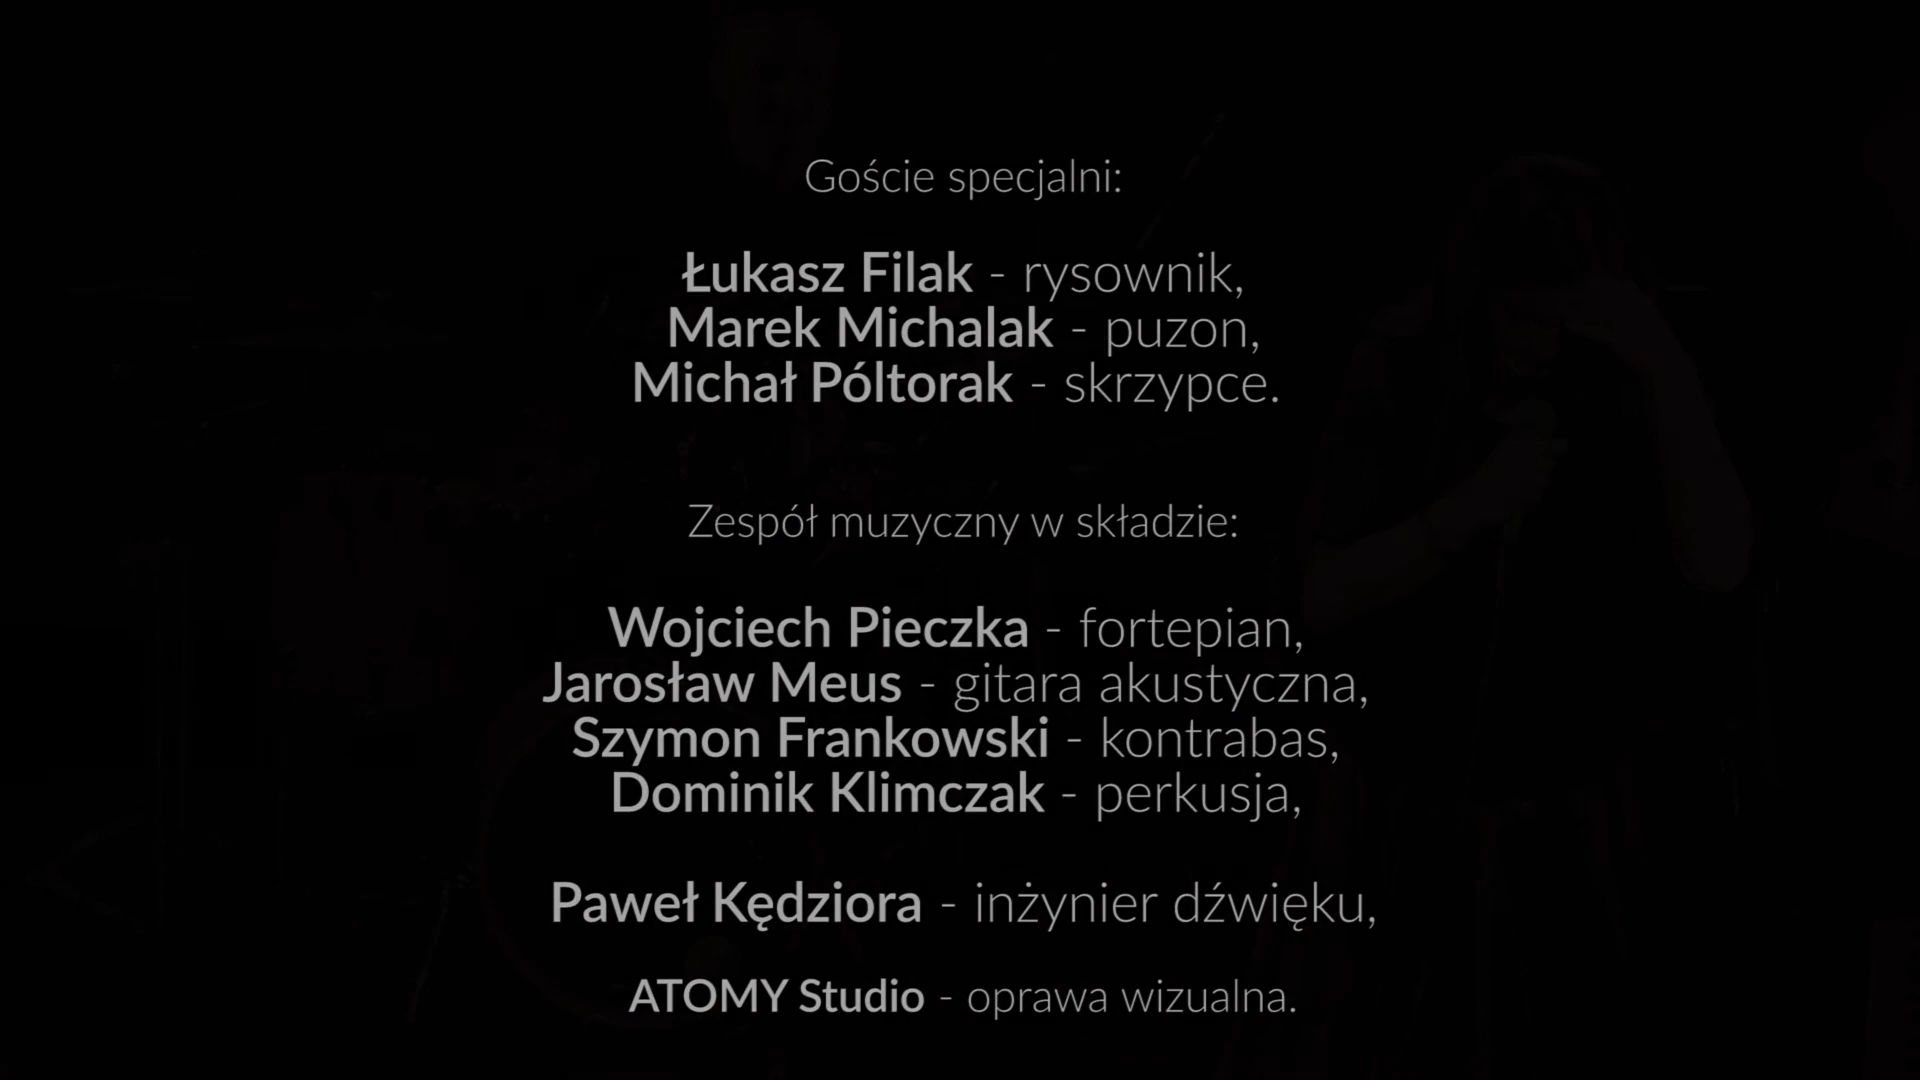 Goście specjalni:
Łukasz Filak - rysownik,
Marek Michalak - puzon,
Michał Póltorak - skrzypce.
Zespół muzyczny w składzie:
Wojciech Pieczka - fortepian,
Jarosław Meus - gitara akustyczna,
Szymon Frankowski - kontrabas,
Dominik Klimczak - perkusja,
Paweł Kędziora - inżynier dźwięku,
ATOMY Studio - oprawa wizualna.